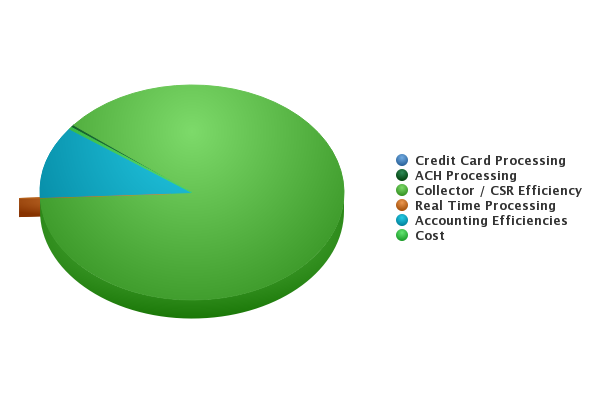 Credit Card Processing
ACH Processing
Collector / CSR Efficiency
Real Time Processing
Accounting Efficiencies
Cost